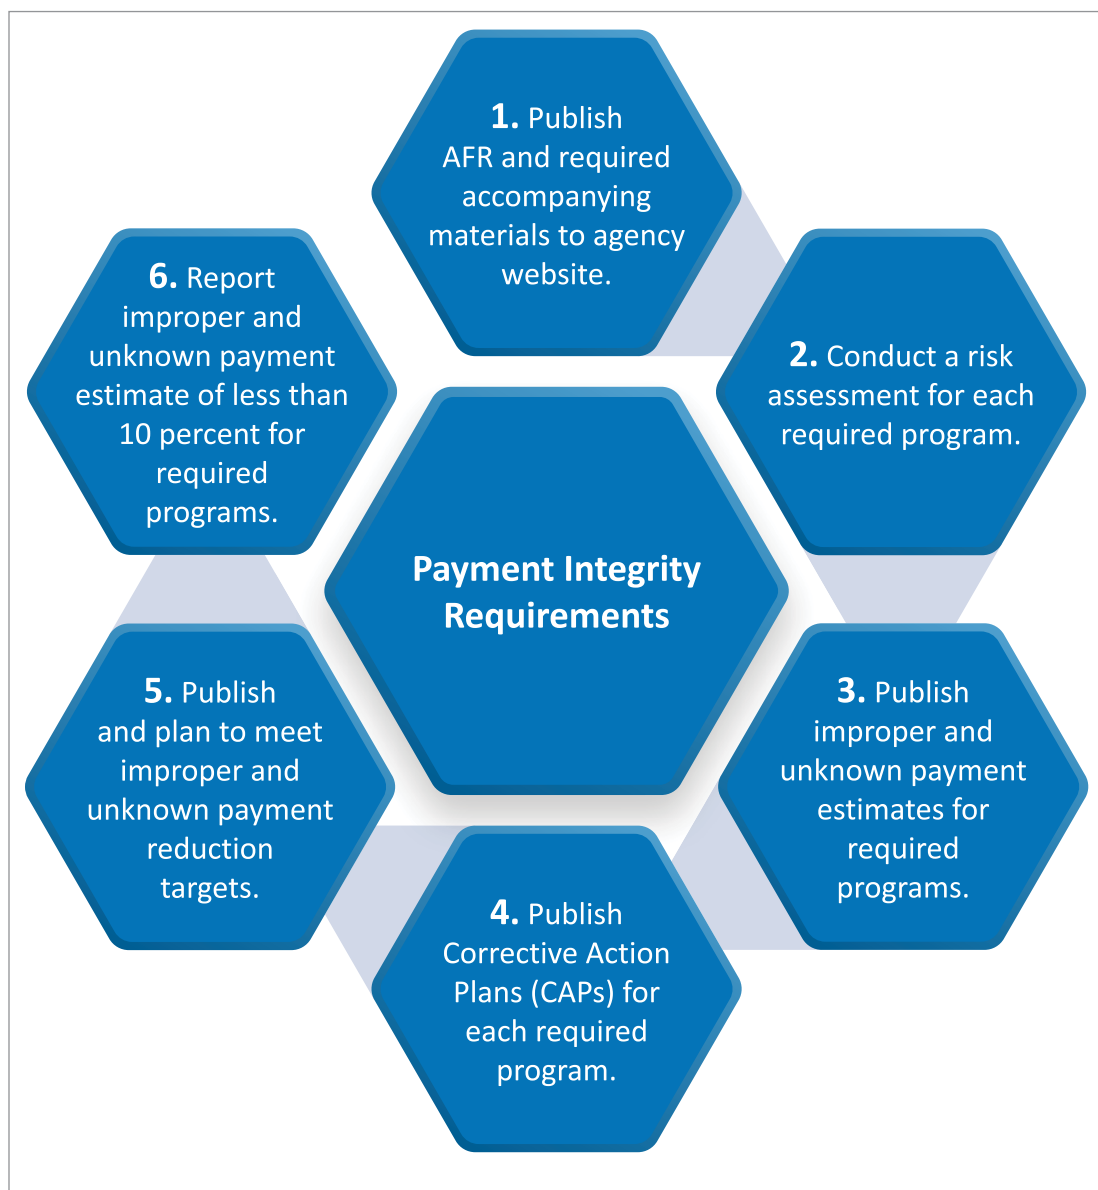 1. Publish
AFR and required
accompanying
materials to agency
website.
2. Conduct a risk
assessment for each
required program.
3. Publish
improper and
unknown payment
estimates for
required
programs.
4. Publish
Corrective Action
Plans (CAPs) for
each required
program.
5. Publish
and plan to meet
improper and
unknown payment
reduction
targets.
6. Report
improper and
unknown payment
estimate of less than
10 percent for
required
programs.
Payment Integrity
Requirements